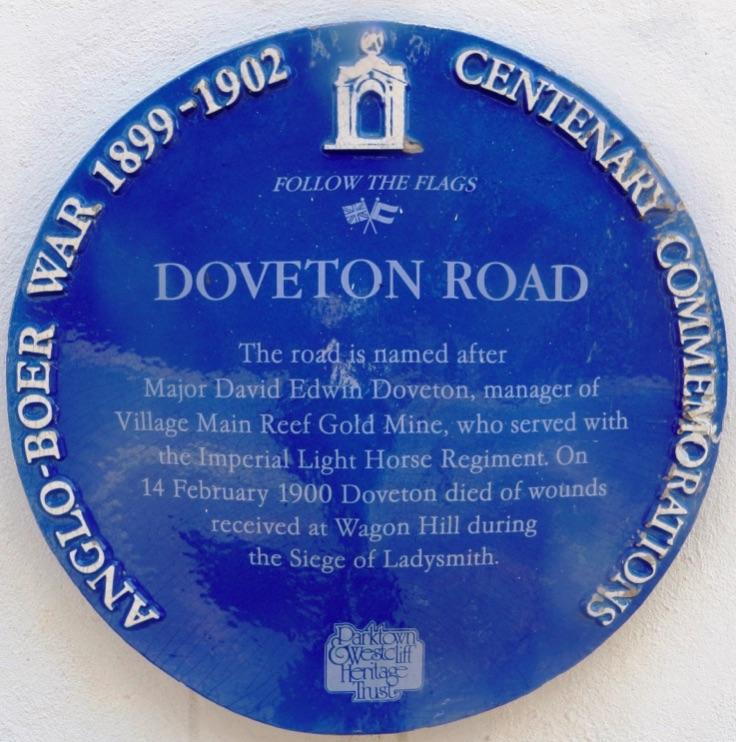 ANGLO-BOER WAR 1899-1902
CENTENARY COMMEMORATIONS
FOLLOW THE FLAGS
DOVETON ROAD
The road is named after
Major David Edwin Doveton, manager of
Village Main Reef Gold Mine, who served with
the Imperial Light Horse Regiment. On
14 February 1900 Doveton died of wounds
received at Wagon Hill during
the Siege of Ladysmith.
Parktown
& Westcliff
Heritage
Trust